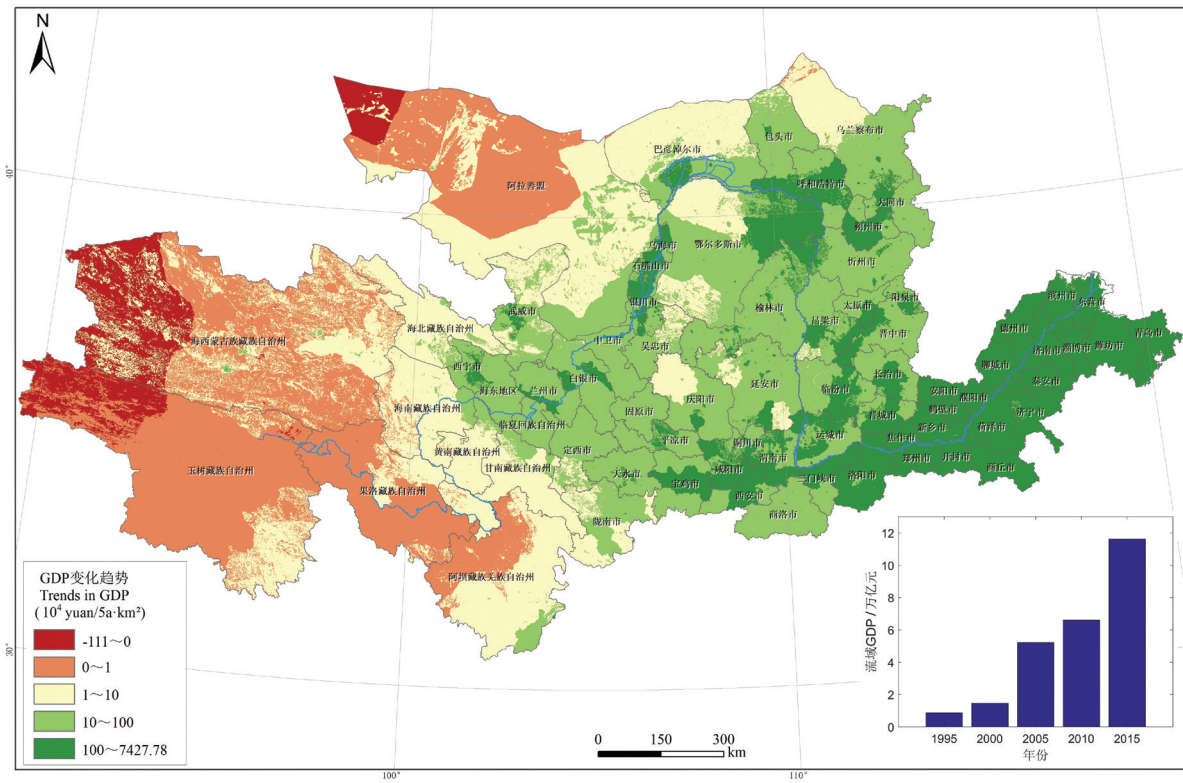 N
40°
30°
100°
110°
乌兰察布市
包头市
巴彦淖尔市
呼和浩特市
阿拉善盟
大同市
朔州市
乌海市
鄂尔多斯市
石嘴山市
忻州市
银川市
榆林市
太原市
阳泉市
吕梁市
滨州市
东营市
武威市
海北藏族自治州
中卫市
吴忠市
晋中市
德州市
济南市
淄博市
潍坊市
青岛市
海西蒙古族藏族自治州
西宁市
海东地区
兰州市
白银市
延安市
临汾市
长治市
聊城市
安阳市
濮阳市
泰安市
海南藏族自治州
临夏回族自治州
固原市
庆阳市
晋城市
鹤壁市
济宁市
新乡市
菏泽市
黄南藏族自治州
定西市
平凉市
铜川市
渭南市
运城市
焦作市
玉树藏族自治州
甘南藏族自治州
天水市
咸阳市
宝鸡市
西安市
三门峡市
洛阳市
郑州市
开封市
商丘市
果洛藏族自治州
陇南市
商洛市
阿坝藏族羌族自治州
GDP变化趋势
Trends in GDP
(10⁴ yuan/5a·km²)
-111～0
0～1
1～10
10～100
100～7427.78
0 150 300
km
流域GDP / 万亿元
12
10
8
6
4
2
0
1995 2000 2005 2010 2015
年份